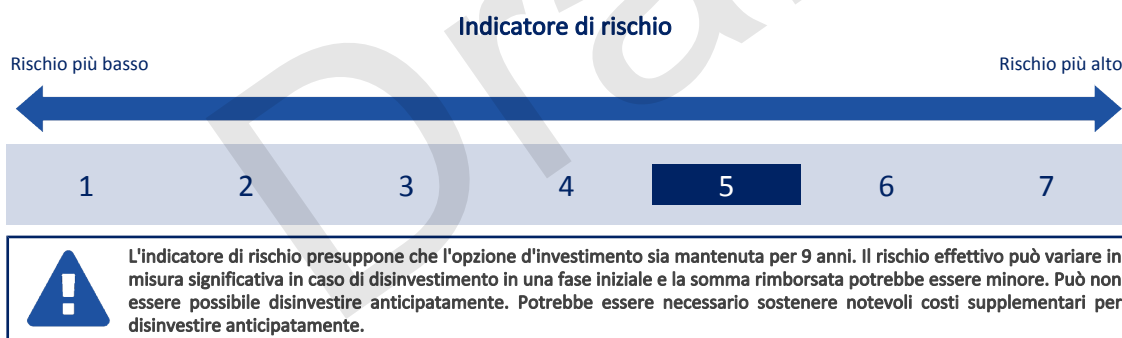 Indicatore di rischio
Rischio più basso
Rischio più alto
1 2 3 4 5 6 7
L'indicatore di rischio presuppone che l'opzione d'investimento sia mantenuta per 9 anni. Il rischio effettivo può variare in
misura significativa in caso di disinvestimento in una fase iniziale e la somma rimborsata potrebbe essere minore. Può non
essere possibile disinvestire anticipatamente. Potrebbe essere necessario sostenere notevoli costi supplementari per
disinvestire anticipatamente.